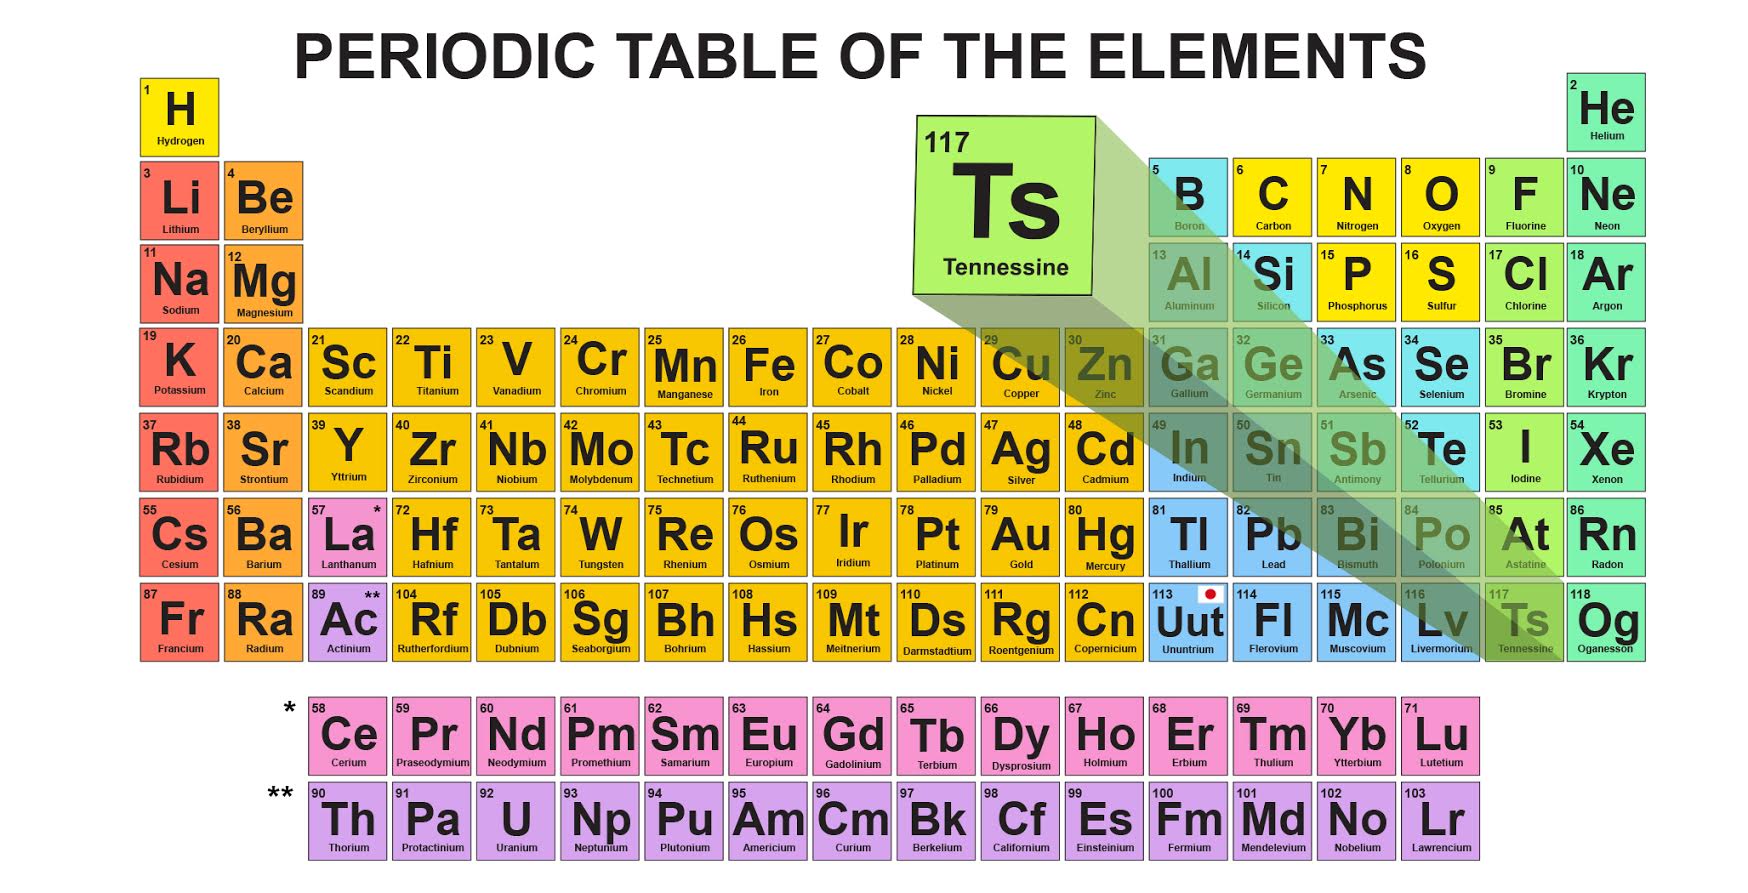 PERIODIC TABLE OF THE ELEMENTS
1
H
Hydrogen
2
He
Helium
117
Ts
Tennessine
3
Li
Lithium
4
Be
Beryllium
5
B
Boron
6
C
Carbon
7
N
Nitrogen
8
O
Oxygen
9
F
Fluorine
10
Ne
Neon
11
Na
Sodium
12
Mg
Magnesium
13
Al
Aluminum
14
Si
Silicon
15
P
Phosphorus
16
S
Sulfur
17
Cl
Chlorine
18
Ar
Argon
19
K
Potassium
20
Ca
Calcium
21
Sc
Scandium
22
Ti
Titanium
23
V
Vanadium
24
Cr
Chromium
25
Mn
Manganese
26
Fe
Iron
27
Co
Cobalt
28
Ni
Nickel
29
Cu
Copper
30
Zn
Zinc
31
Ga
Gallium
32
Ge
Germanium
33
As
Arsenic
34
Se
Selenium
35
Br
Bromine
36
Kr
Krypton
37
Rb
Rubidium
38
Sr
Strontium
39
Y
Yttrium
40
Zr
Zirconium
41
Nb
Niobium
42
Mo
Molybdenum
43
Tc
Technetium
44
Ru
Ruthenium
45
Rh
Rhodium
46
Pd
Palladium
47
Ag
Silver
48
Cd
Cadmium
49
In
Indium
50
Sn
Tin
51
Sb
Antimony
52
Te
Tellurium
53
I
Iodine
54
Xe
Xenon
55
Cs
Cesium
56
Ba
Barium
57 *
La
Lanthanum
72
Hf
Hafnium
73
Ta
Tantalum
74
W
Tungsten
75
Re
Rhenium
76
Os
Osmium
77
Ir
Iridium
78
Pt
Platinum
79
Au
Gold
80
Hg
Mercury
81
Tl
Thallium
82
Pb
Lead
83
Bi
Bismuth
84
Po
Polonium
85
At
Astatine
86
Rn
Radon
87
Fr
Francium
88
Ra
Radium
89 **
Ac
Actinium
104
Rf
Rutherfordium
105
Db
Dubnium
106
Sg
Seaborgium
107
Bh
Bohrium
108
Hs
Hassium
109
Mt
Meitnerium
110
Ds
Darmstadtium
111
Rg
Roentgenium
112
Cn
Copernicium
113
Uut
Ununtrium
114
Fl
Flerovium
115
Mc
Muscovium
116
Lv
Livermorium
117
Ts
Tennessine
118
Og
Oganesson
*
58
Ce
Cerium
59
Pr
Praseodymium
60
Nd
Neodymium
61
Pm
Promethium
62
Sm
Samarium
63
Eu
Europium
64
Gd
Gadolinium
65
Tb
Terbium
66
Dy
Dysprosium
67
Ho
Holmium
68
Er
Erbium
69
Tm
Thulium
70
Yb
Ytterbium
71
Lu
Lutetium
**
90
Th
Thorium
91
Pa
Protactinium
92
U
Uranium
93
Np
Neptunium
94
Pu
Plutonium
95
Am
Americium
96
Cm
Curium
97
Bk
Berkelium
98
Cf
Californium
99
Es
Einsteinium
100
Fm
Fermium
101
Md
Mendelevium
102
No
Nobelium
103
Lr
Lawrencium